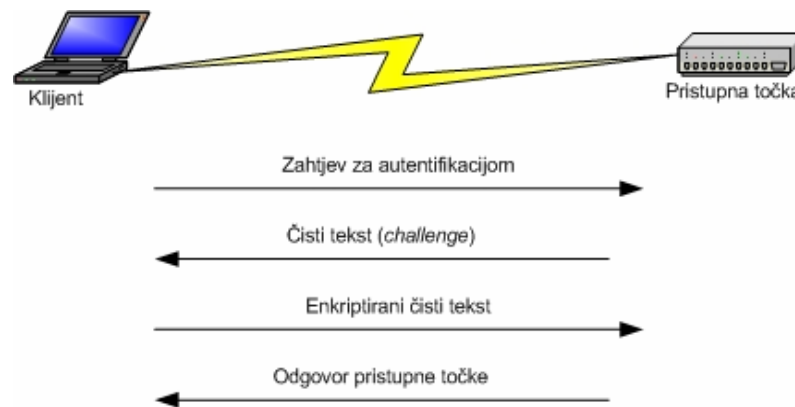 Klijent
Pristupna točka
Zahtjev za autentifikacijom
Čisti tekst (challenge)
Enkriptirani čisti tekst
Odgovor pristupne točke